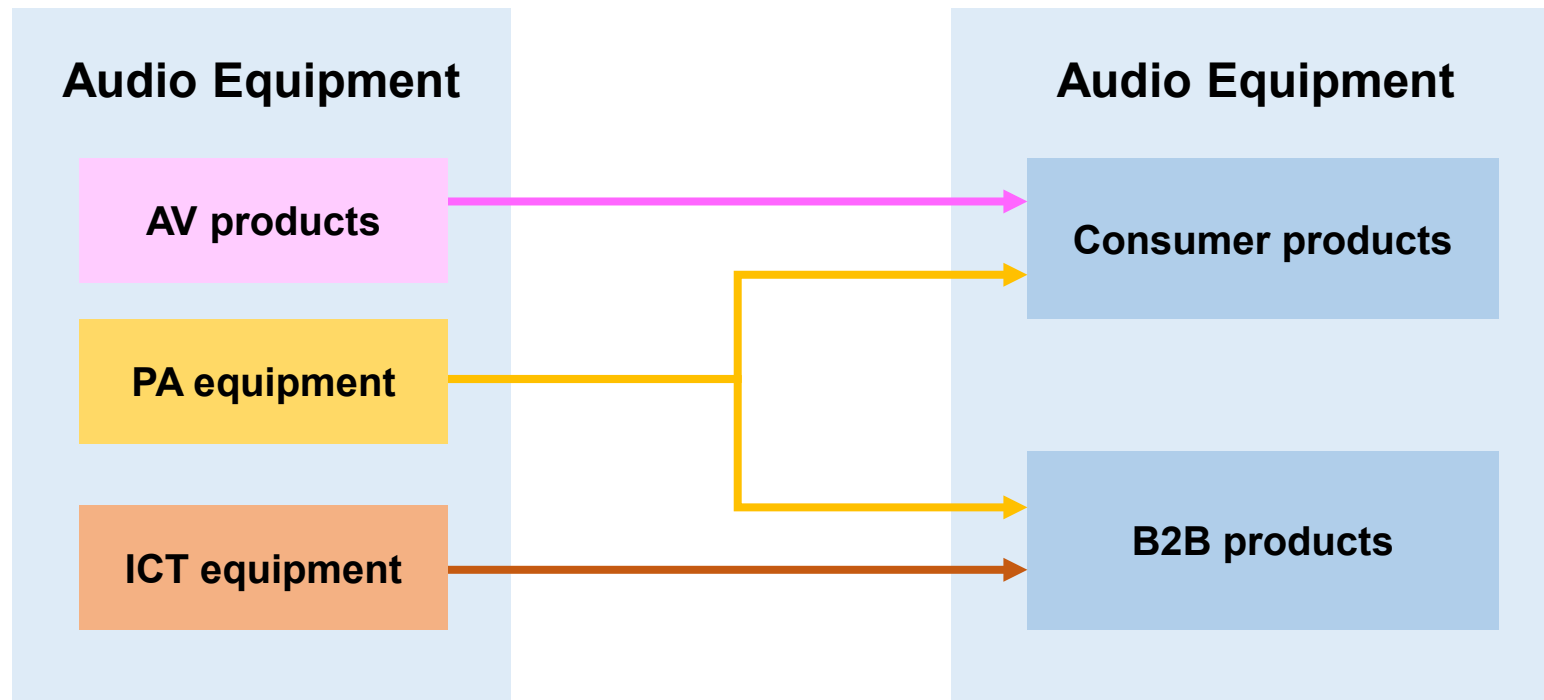 Audio Equipment
AV products
PA equipment
ICT equipment
Audio Equipment
Consumer products
B2B products